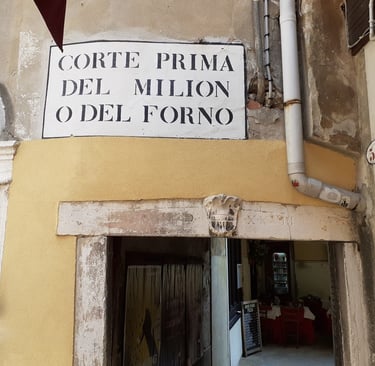 CORTE PRIMA
DEL MILION
O DEL FORNO